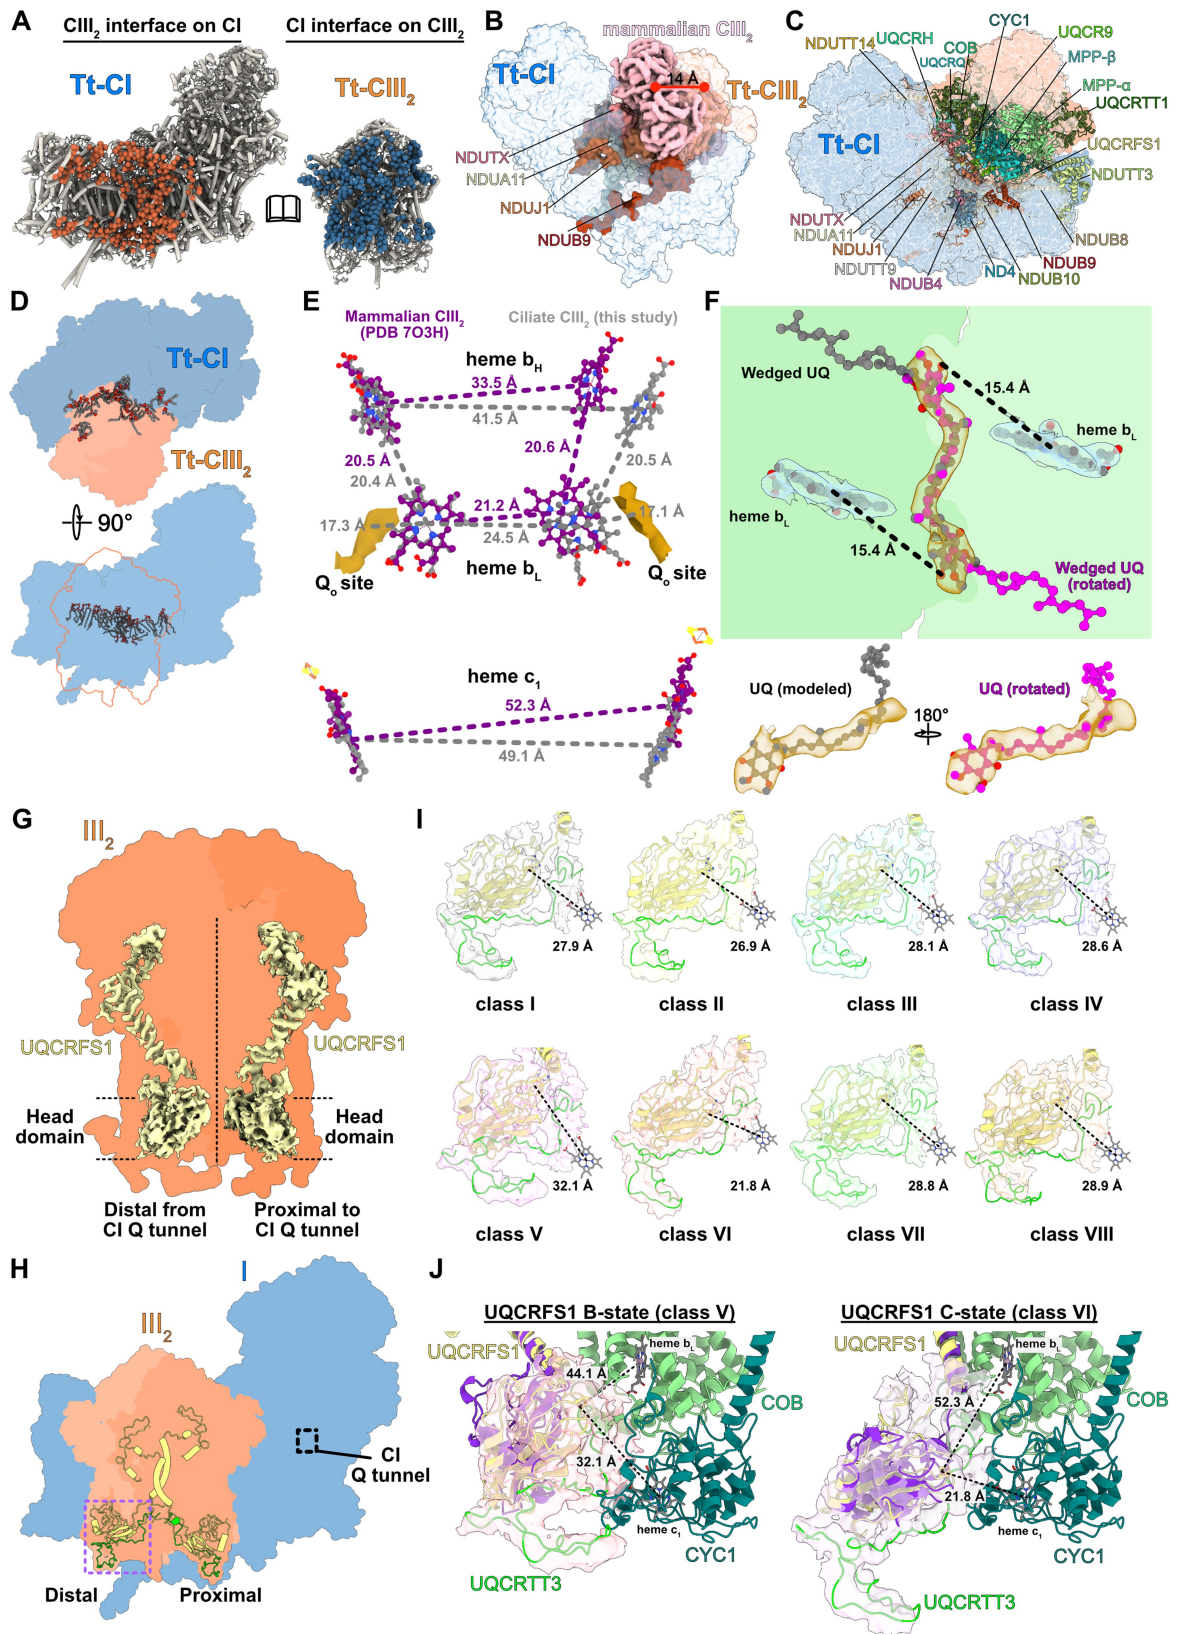 A
CIII2 interface on CI
CI interface on CIII2
Tt-CI
Tt-CIII2
B
mammalian CIII2
Tt-CI
14 Å
Tt-CIII2
NDUTX
NDUA11
NDUJ1
NDUB9
C
CYC1
UQCRH
COB
UQCR9
NDUTT14
UQCRQ
MPP-β
MPP-α
UQCRTT1
Tt-CI
UQCRFS1
NDUTT3
NDUTX
NDUA11
NDUJ1
NDUTT9
NDUB4
ND4
NDUB8
NDUB9
NDUB10
D
Tt-CI
Tt-CIII2
90°
E
Mammalian CIII2
(PDB 7O3H)
Ciliate CIII2 (this study)
heme bH
33.5 Å
41.5 Å
20.6 Å
20.5 Å
20.4 Å
20.5 Å
21.2 Å
17.3 Å
17.1 Å
24.5 Å
Qo site
heme bL
Qo site
heme c1
52.3 Å
49.1 Å
F
Wedged UQ
15.4 Å
heme bL
heme bL
15.4 Å
Wedged UQ
(rotated)
UQ (modeled)
180°
UQ (rotated)
G
III2
UQCRFS1
UQCRFS1
Head
domain
Head
domain
Distal from
CI Q tunnel
Proximal to
CI Q tunnel
H
I
III2
CI
Q tunnel
Distal
Proximal
I
27.9 Å
26.9 Å
28.1 Å
28.6 Å
class I
class II
class III
class IV
32.1 Å
21.8 Å
28.8 Å
28.9 Å
class V
class VI
class VII
class VIII
J
UQCRFS1 B-state (class V)
UQCRFS1
heme bL
44.1 Å
COB
32.1 Å
heme c1
CYC1
UQCRTT3
UQCRFS1 C-state (class VI)
UQCRFS1
heme bL
52.3 Å
COB
21.8 Å
heme c1
CYC1
UQCRTT3